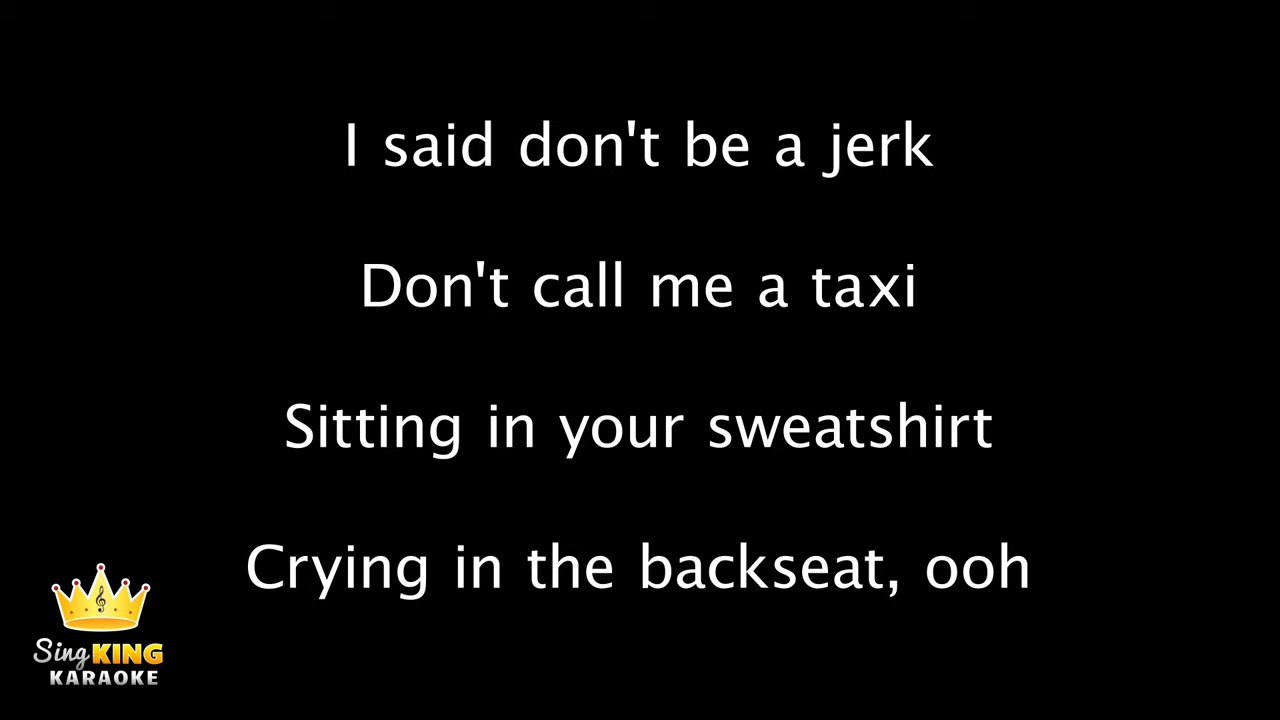 I said don't be a jerk
Don't call me a taxi
Sitting in your sweatshirt
Crying in the backseat, ooh
Sing KING
KARAOKE